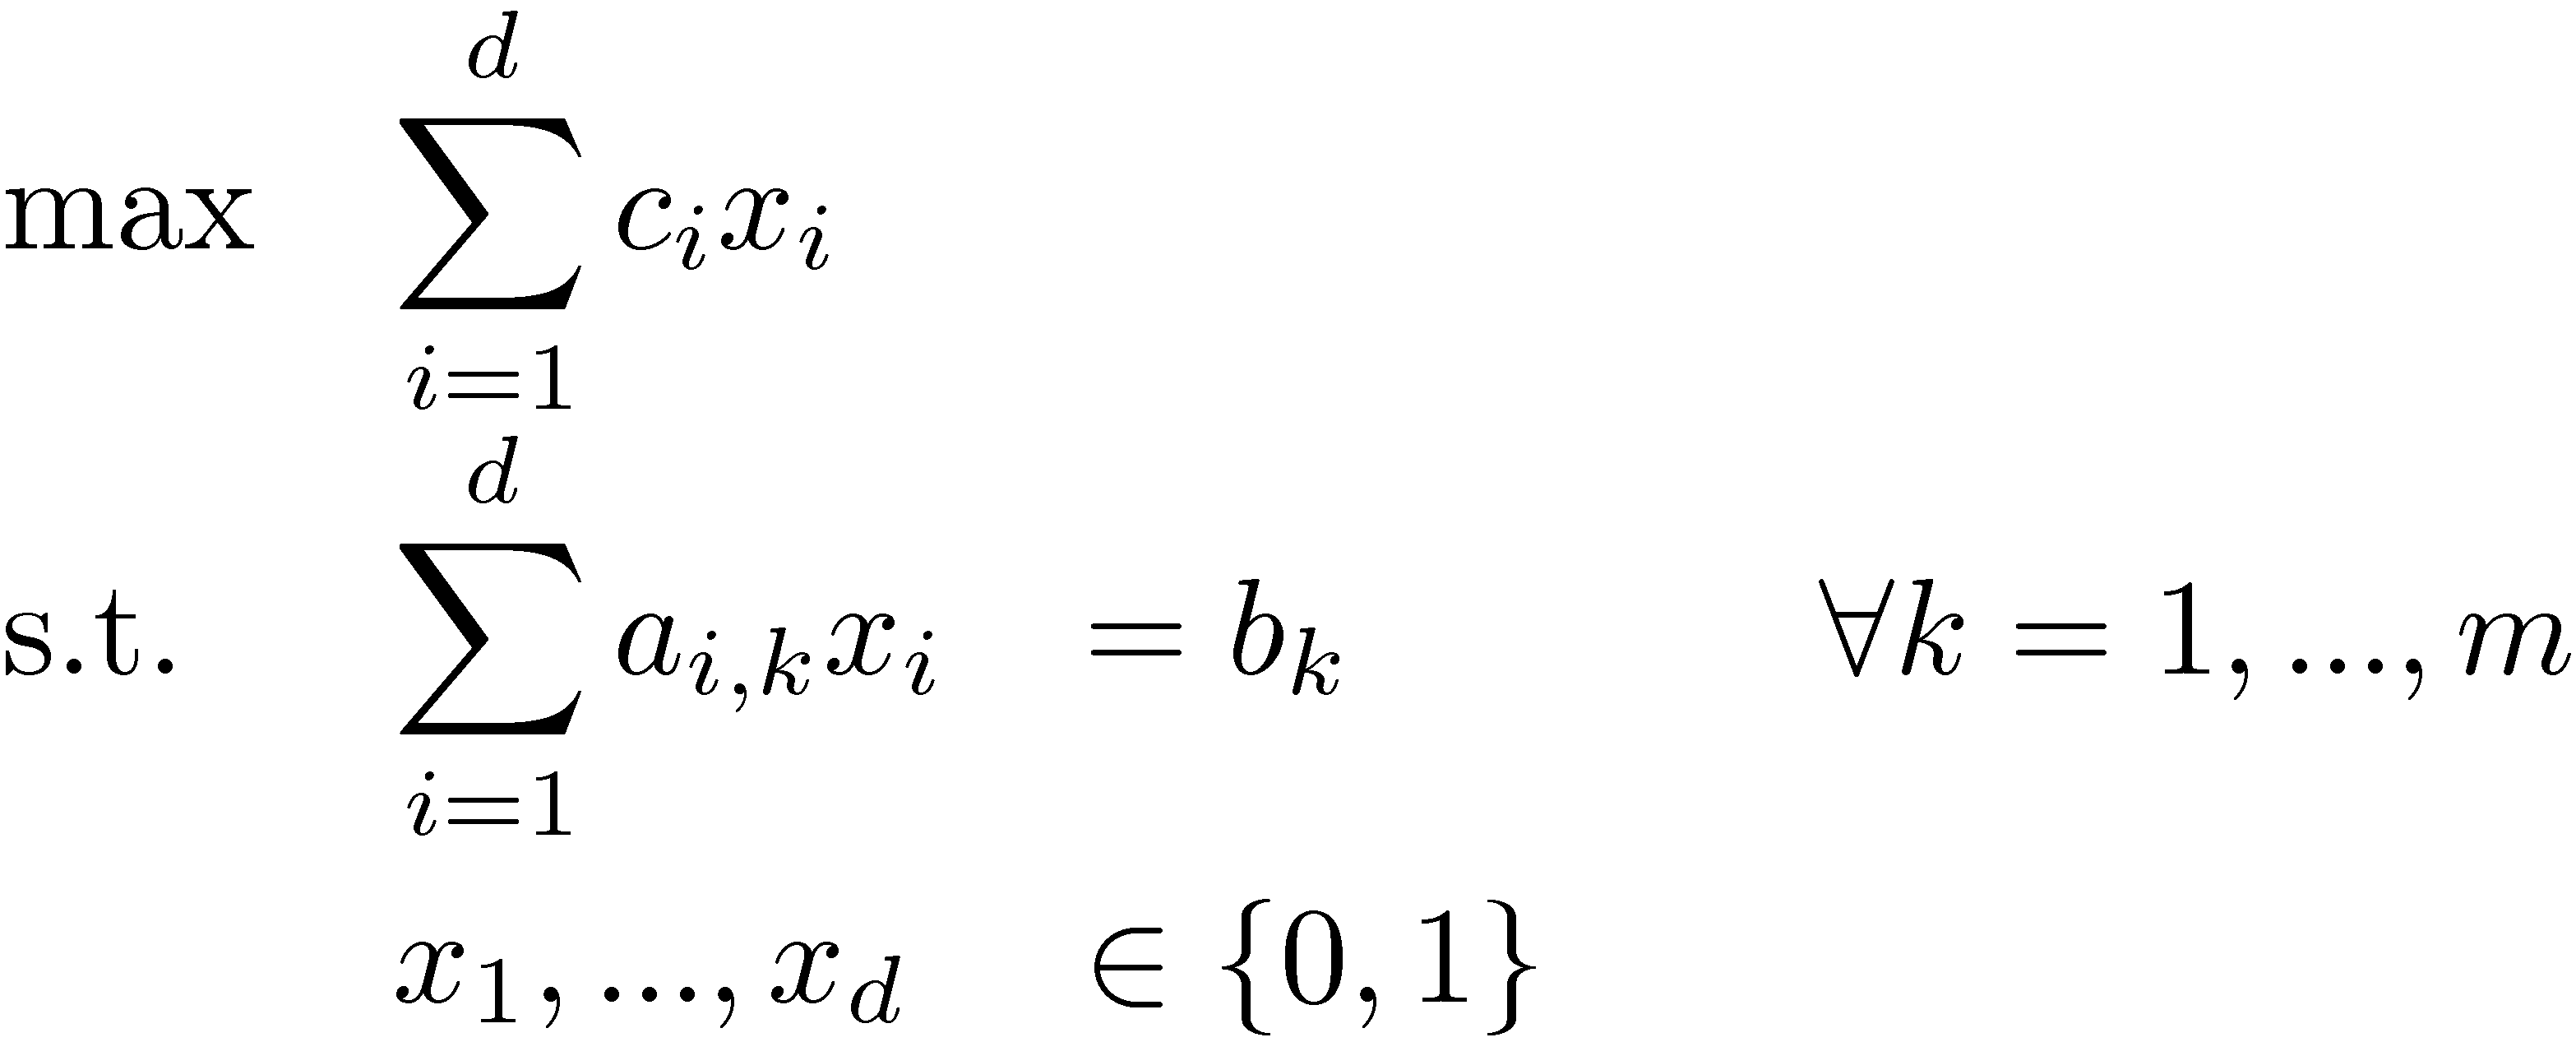 max ∑_{i=1}^{d} c_i x_i
s.t. ∑_{i=1}^{d} a_{i,k} x_i = b_k ∀k = 1, ..., m
x_1, ..., x_d ∈ {0, 1}